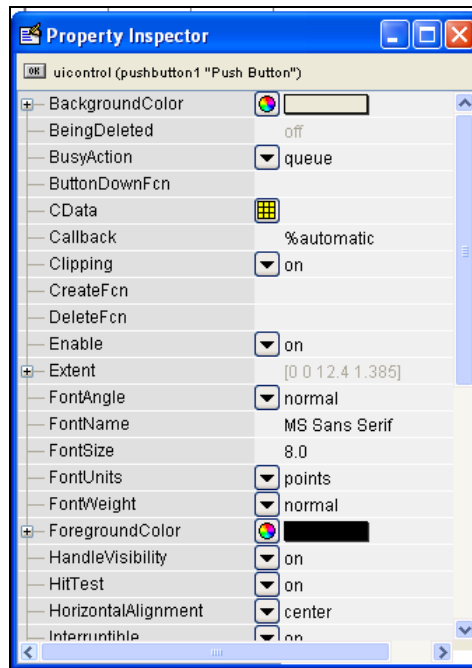 Property Inspector
OK uicontrol (pushbutton1 "Push Button")
BackgroundColor
BeingDeleted off
BusyAction queue
ButtonDownFcn
CData
Callback %automatic
Clipping on
CreateFcn
DeleteFcn
Enable on
Extent [0 0 12.4 1.385]
FontAngle normal
FontName MS Sans Serif
FontSize 8.0
FontUnits points
FontWeight normal
ForegroundColor
HandleVisibility on
HitTest on
HorizontalAlignment center
Interruptible on